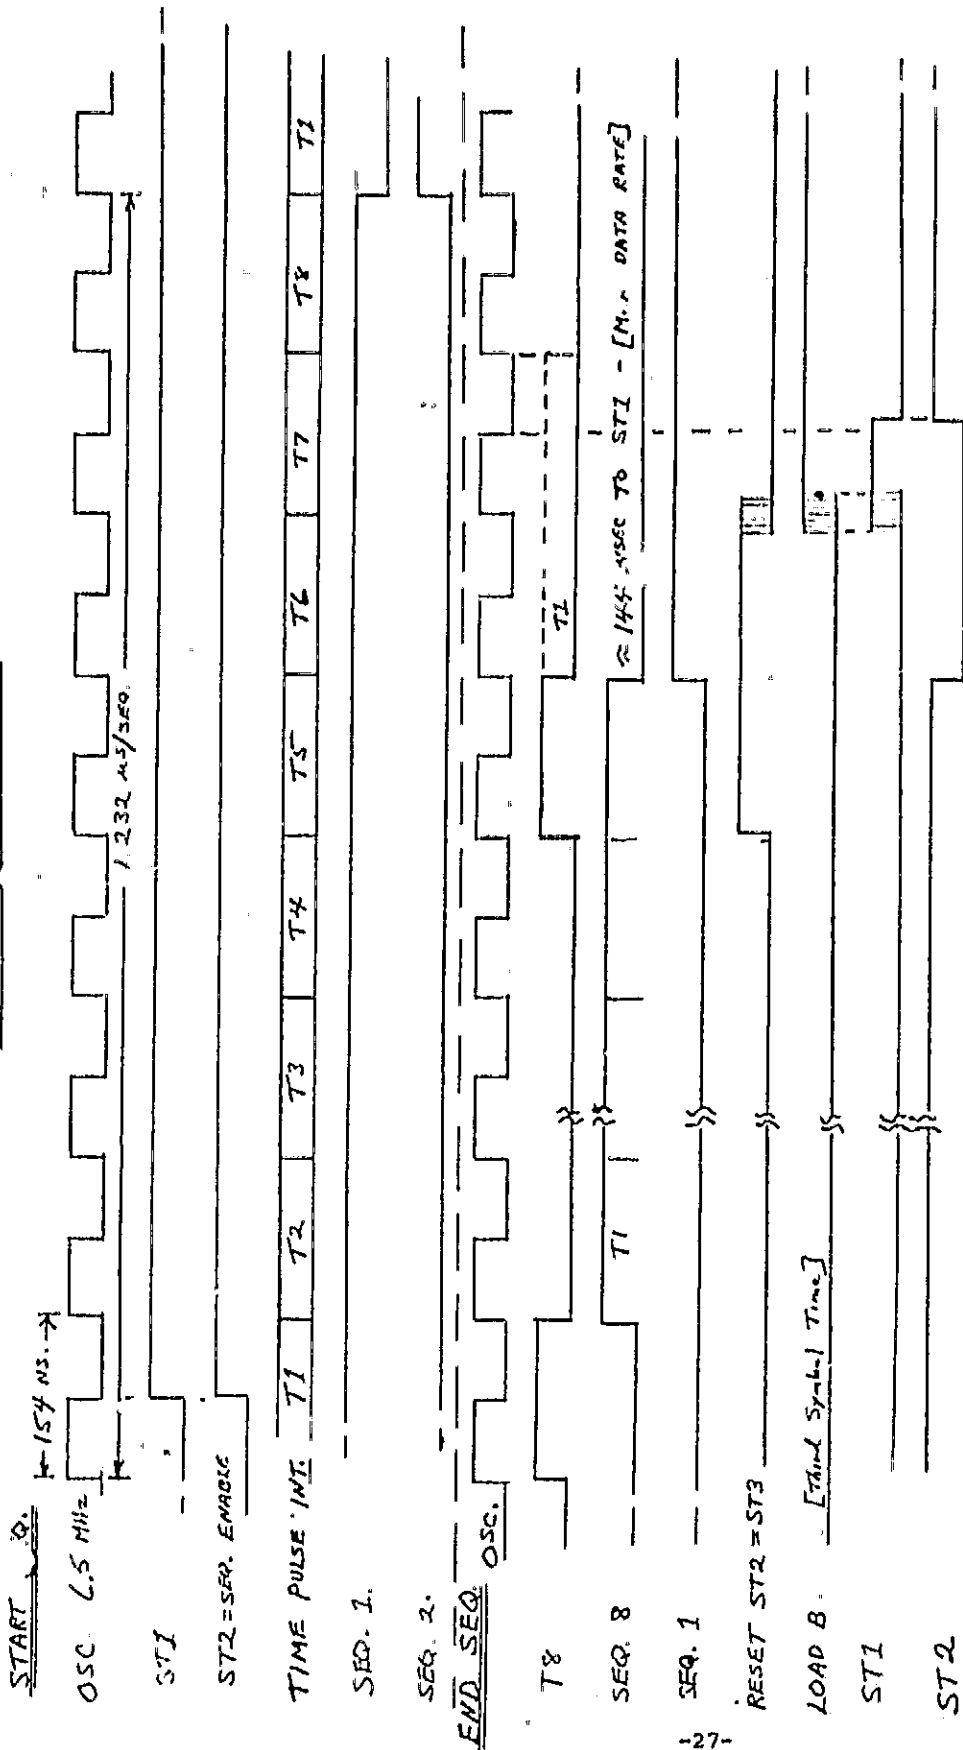 START Q.
← 154 NS. →
OSC 6.5 MHz
1.232 µS/SEQ.
ST1
ST2 = SEQ. ENABLE
TIME PULSE INT. T1 T2 T3 T4 T5 T6 T7 T8 T1
SEQ. 1.
SEQ. 2.
END SEQ.
OSC.
T8 T1
SEQ. 8 T1 ≈ 144 NSEC TO ST1 - [Min DATA RATE]
SEQ. 1
RESET ST2 = ST3
LOAD B. [Third Symbol Time]
ST1
ST2
-27-